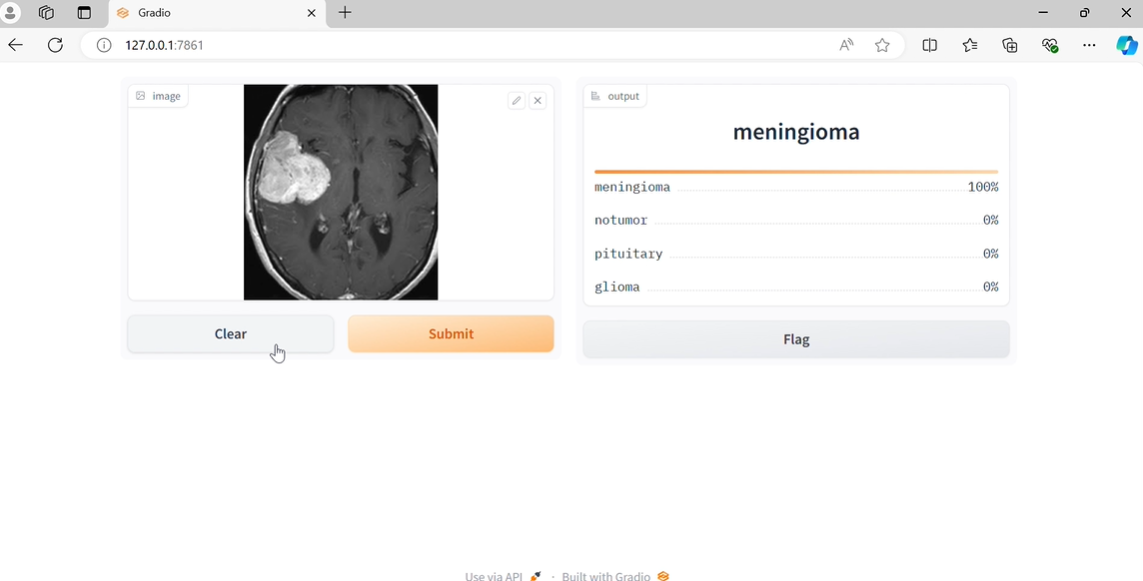 Gradio
127.0.0.1:7861
image
output
meningioma
meningioma 100%
notumor 0%
pituitary 0%
glioma 0%
Clear
Submit
Flag
Use via API · Built with Gradio